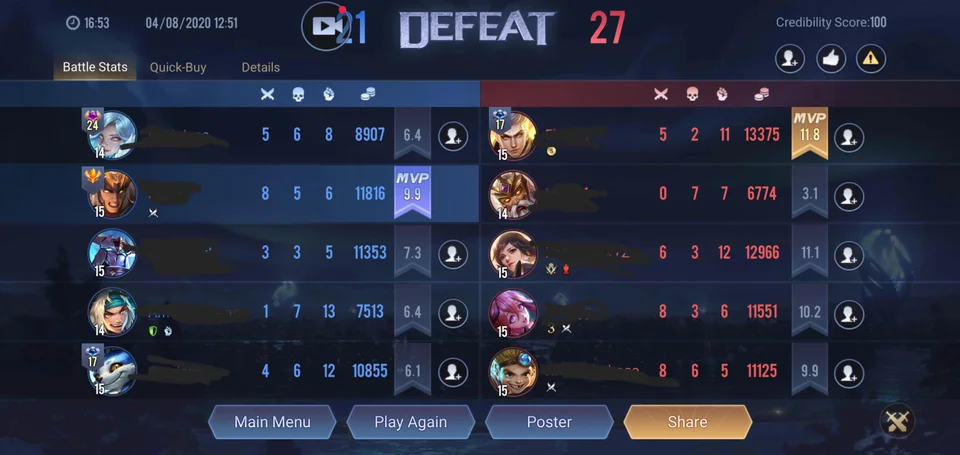 16:53 04/08/2020 12:51 21 DEFEAT 27 Credibility Score:100
Battle Stats Quick-Buy Details
24 14 5 6 8 8907 6.4
15 8 5 6 11816 MVP 9.9
15 3 3 5 11353 7.3
14 1 7 13 7513 6.4
17 15 4 6 12 10855 6.1
17 15 5 2 11 13375 MVP 11.8
14 0 7 7 6774 3.1
15 6 3 12 12966 11.1
15 8 3 6 11551 10.2
15 8 6 5 11125 9.9
Main Menu Play Again Poster Share